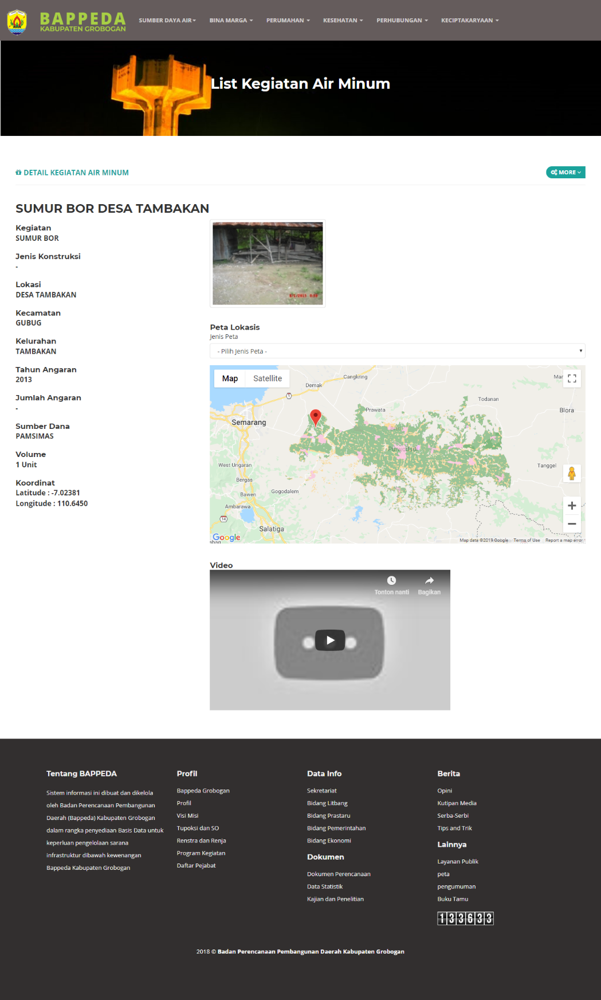 BAPPEDA
KABUPATEN GROBOGAN
SUMBER DAYA AIR
BINA MARGA
PERUMAHAN
KESEHATAN
PERHUBUNGAN
KECIPTAKARYAAN
List Kegiatan Air Minum
DETAIL KEGIATAN AIR MINUM
MORE
SUMUR BOR DESA TAMBAKAN
Kegiatan
SUMUR BOR
Jenis Konstruksi
-
Lokasi
DESA TAMBAKAN
Kecamatan
GUBUG
Kelurahan
TAMBAKAN
Tahun Angaran
2013
Jumlah Angaran
-
Sumber Dana
PAMSIMAS
Volume
1 Unit
Koordinat
Latitude : -7.02381
Longitude : 110.6450
Peta Lokasis
Jenis Peta
- Pilih Jenis Peta -
Map
Satellite
Cangkring
Demak
1
Todanan
Prawata
Blora
Semarang
Purwodadi
West Ungaran
Tanggel
Bergas
Gogodalem
Bawen
Ambarawa
14
Salatiga
Google
Map data ©2019 Google
Terms of Use
Report a map error
Video
Tonton nanti
Bagikan
Tentang BAPPEDA
Sistem informasi ini dibuat dan dikelola
oleh Badan Perencanaan Pembangunan
Daerah (Bappeda) Kabupaten Grobogan
dalam rangka penyediaan Basis Data untuk
keperluan pengelolaan sarana
infrastruktur dibawah kewenangan
Bappeda Kabupaten Grobogan
Profil
Bappeda Grobogan
Profil
Visi Misi
Tupoksi dan SO
Renstra dan Renja
Program Kegiatan
Daftar Pejabat
Data Info
Sekretariat
Bidang Litbang
Bidang Prastaru
Bidang Pemerintahan
Bidang Ekonomi
Dokumen
Dokumen Perencanaan
Data Statistik
Kajian dan Penelitian
Berita
Opini
Kutipan Media
Serba-Serbi
Tips and Trik
Lainnya
Layanan Publik
peta
pengumuman
Buku Tamu
133633
2018 © Badan Perencanaan Pembangunan Daerah Kabupaten Grobogan